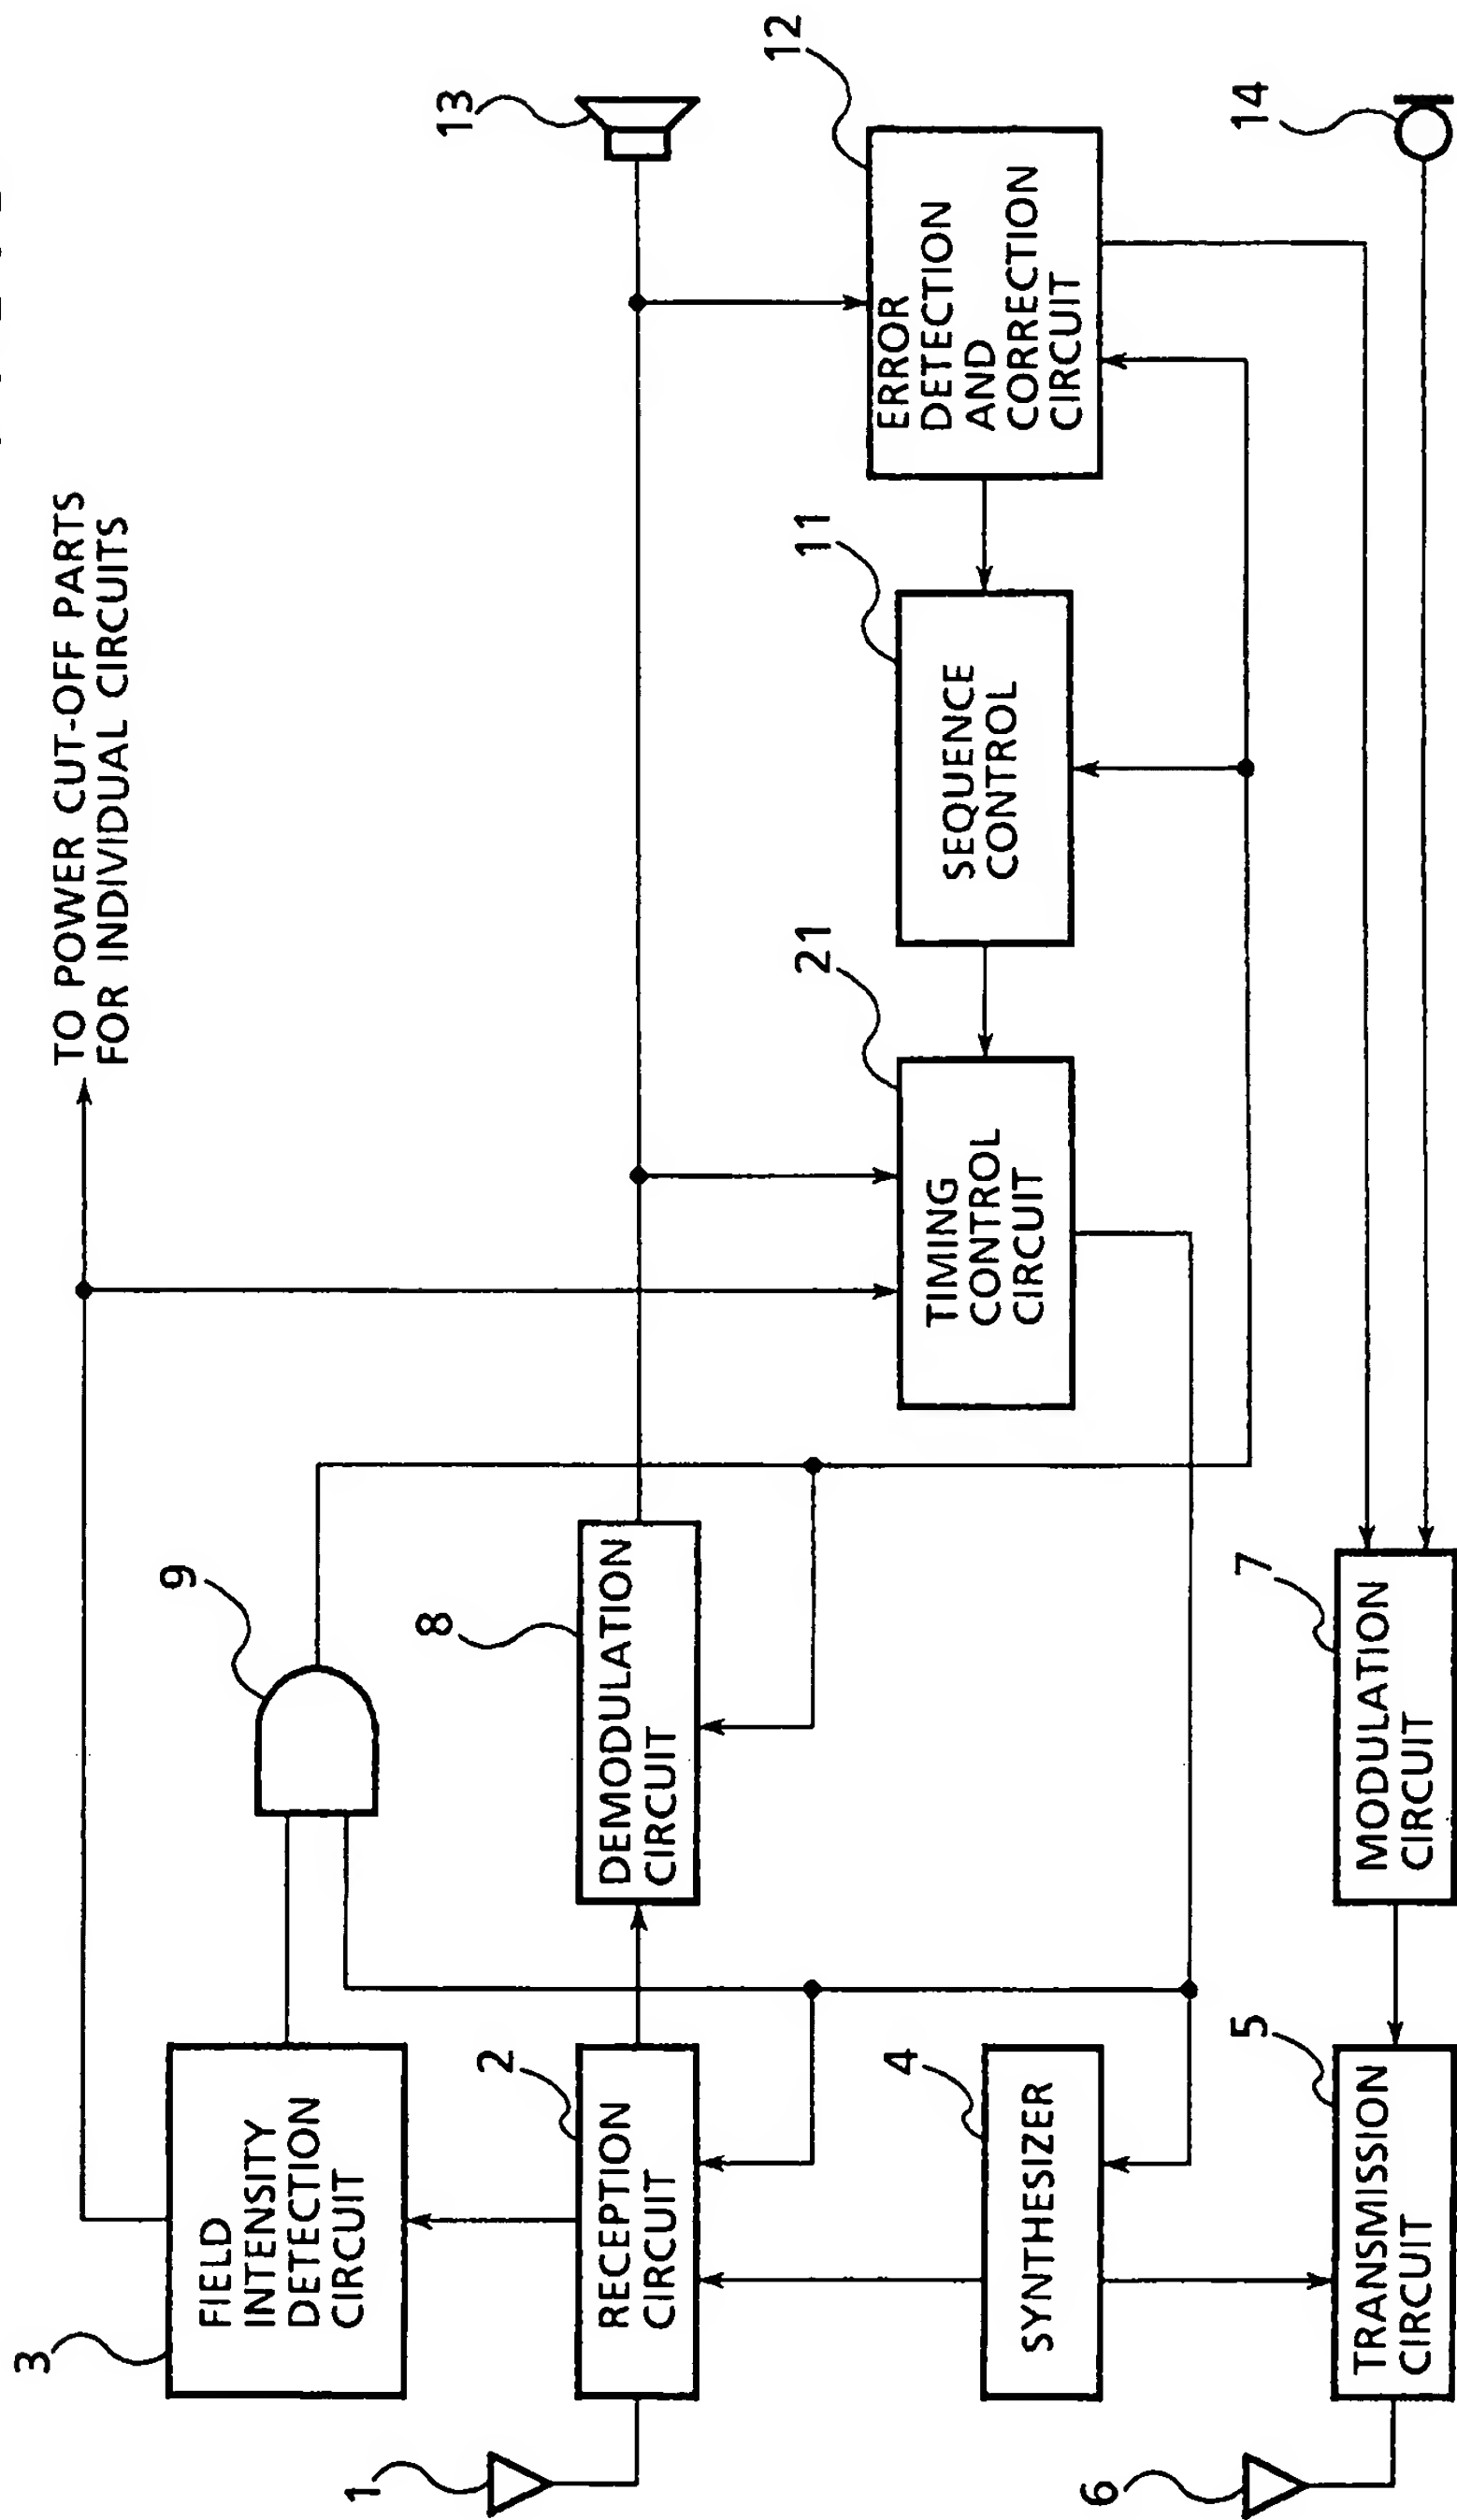 TO POWER CUT-OFF PARTS
FOR INDIVIDUAL CIRCUITS
3
FIELD
INTENSITY
DETECTION
CIRCUIT
9
13
1
2
RECEPTION
CIRCUIT
8
DEMODULATION
CIRCUIT
21
TIMING
CONTROL
CIRCUIT
11
SEQUENCE
CONTROL
12
ERROR
DETECTION
AND
CORRECTION
CIRCUIT
4
SYNTHESIZER
6
5
TRANSMISSION
CIRCUIT
7
MODULATION
CIRCUIT
14